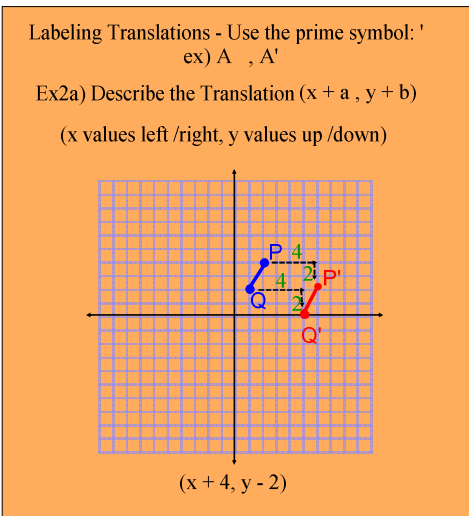 Labeling Translations - Use the prime symbol: '
ex) A , A'
Ex2a) Describe the Translation (x + a , y + b)
(x values left /right, y values up /down)
P 4
2 P'
4
Q 2
Q'
(x + 4, y - 2)